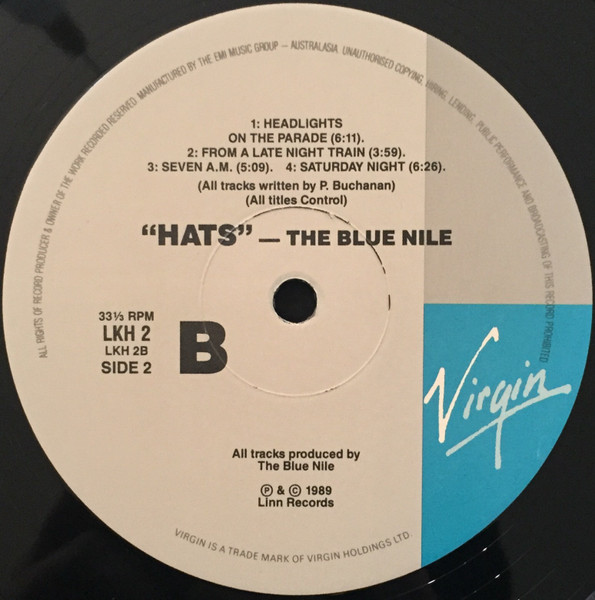 ALL RIGHTS OF RECORD PRODUCER & OWNER OF THE WORK RECORDED RESERVED. MANUFACTURED BY THE EMI MUSIC GROUP – AUSTRALASIA. UNAUTHORISED COPYING, HIRING, LENDING, PUBLIC PERFORMANCE AND BROADCASTING OF THIS RECORD PROHIBITED
1: HEADLIGHTS
ON THE PARADE (6:11).
2: FROM A LATE NIGHT TRAIN (3:59).
3: SEVEN A.M. (5:09). 4: SATURDAY NIGHT (6:26).
(All tracks written by P. Buchanan)
(All titles Control)
“HATS” – THE BLUE NILE
33⅓ RPM
LKH 2
LKH 2B
SIDE 2
B
Virgin
All tracks produced by
The Blue Nile
Ⓟ & © 1989
Linn Records
VIRGIN IS A TRADE MARK OF VIRGIN HOLDINGS LTD.